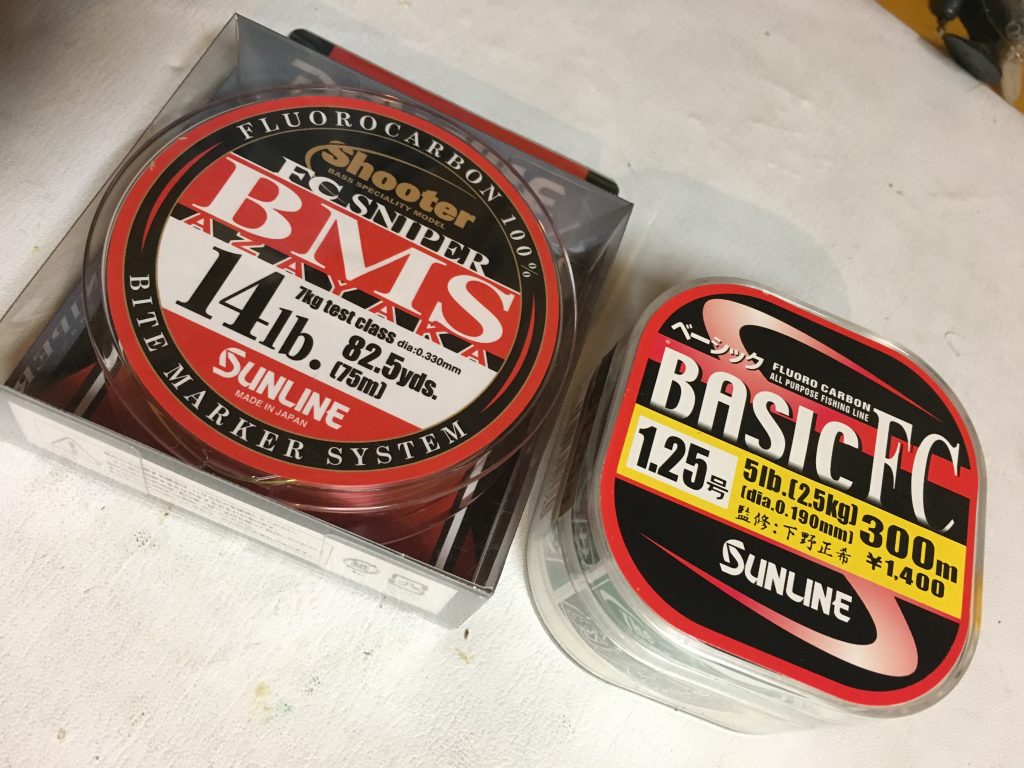 FLUOROCARBON 100%
Shooter
BASS SPECIALITY MODEL
FC SNIPER
BMS
AZAYAKA
14lb.
7kg test class dia:0.330mm
82.5yds.
(75m)
SUNLINE
MADE IN JAPAN
BITE MARKER SYSTEM
ベーシック
FLUORO CARBON
ALL PURPOSE FISHING LINE
BASIC FC
1.25号
5lb.(2.5kg)
(dia.0.190mm)
300m
監修:下野正希
¥1,400
SUNLINE